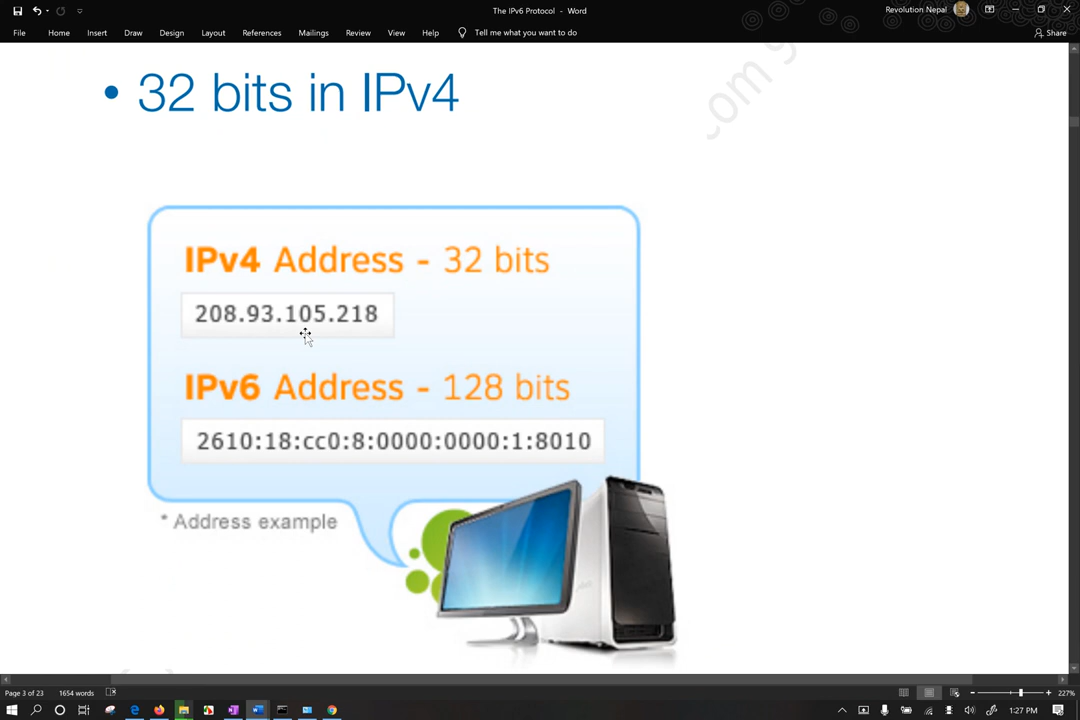 The IPv6 Protocol - Word
Revolution Nepal
File Home Insert Draw Design Layout References Mailings Review View Help Tell me what you want to do Share
• 32 bits in IPv4
com 9
IPv4 Address - 32 bits
208.93.105.218
IPv6 Address - 128 bits
2610:18:cc0:8:0000:0000:1:8010
* Address example
Page 3 of 23 1654 words 227%
1:27 PM